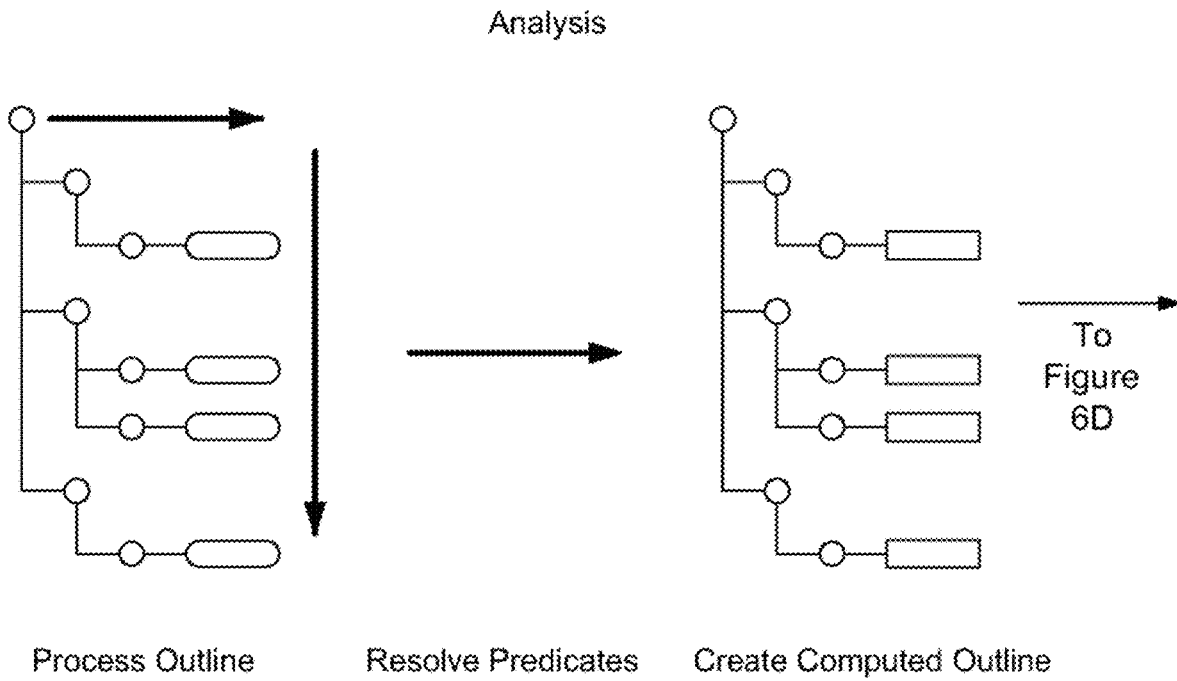 Analysis
To
Figure
6D
Process Outline
Resolve Predicates
Create Computed Outline